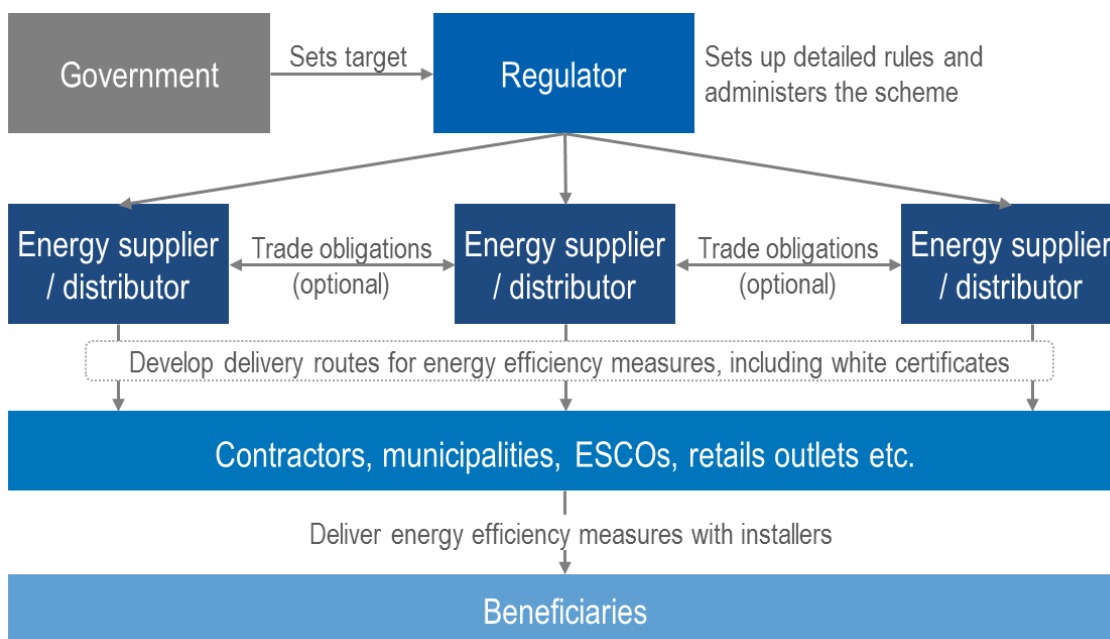 Government
Sets target
Regulator
Sets up detailed rules and
administers the scheme
Energy supplier
/ distributor
Trade obligations
(optional)
Energy supplier
/ distributor
Trade obligations
(optional)
Energy supplier
/ distributor
Develop delivery routes for energy efficiency measures, including white certificates
Contractors, municipalities, ESCOs, retails outlets etc.
Deliver energy efficiency measures with installers
Beneficiaries